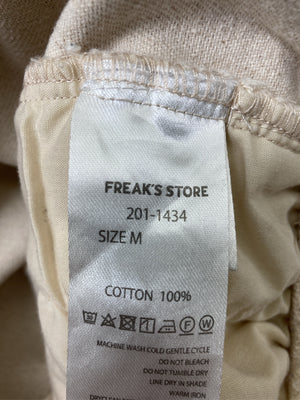 FREAK'S STORE
201-1434
SIZE M
COTTON 100%
MACHINE WASH COLD GENTLE CYCLE
DO NOT BLEACH
DO NOT TUMBLE DRY
LINE DRY IN SHADE
WARM IRON